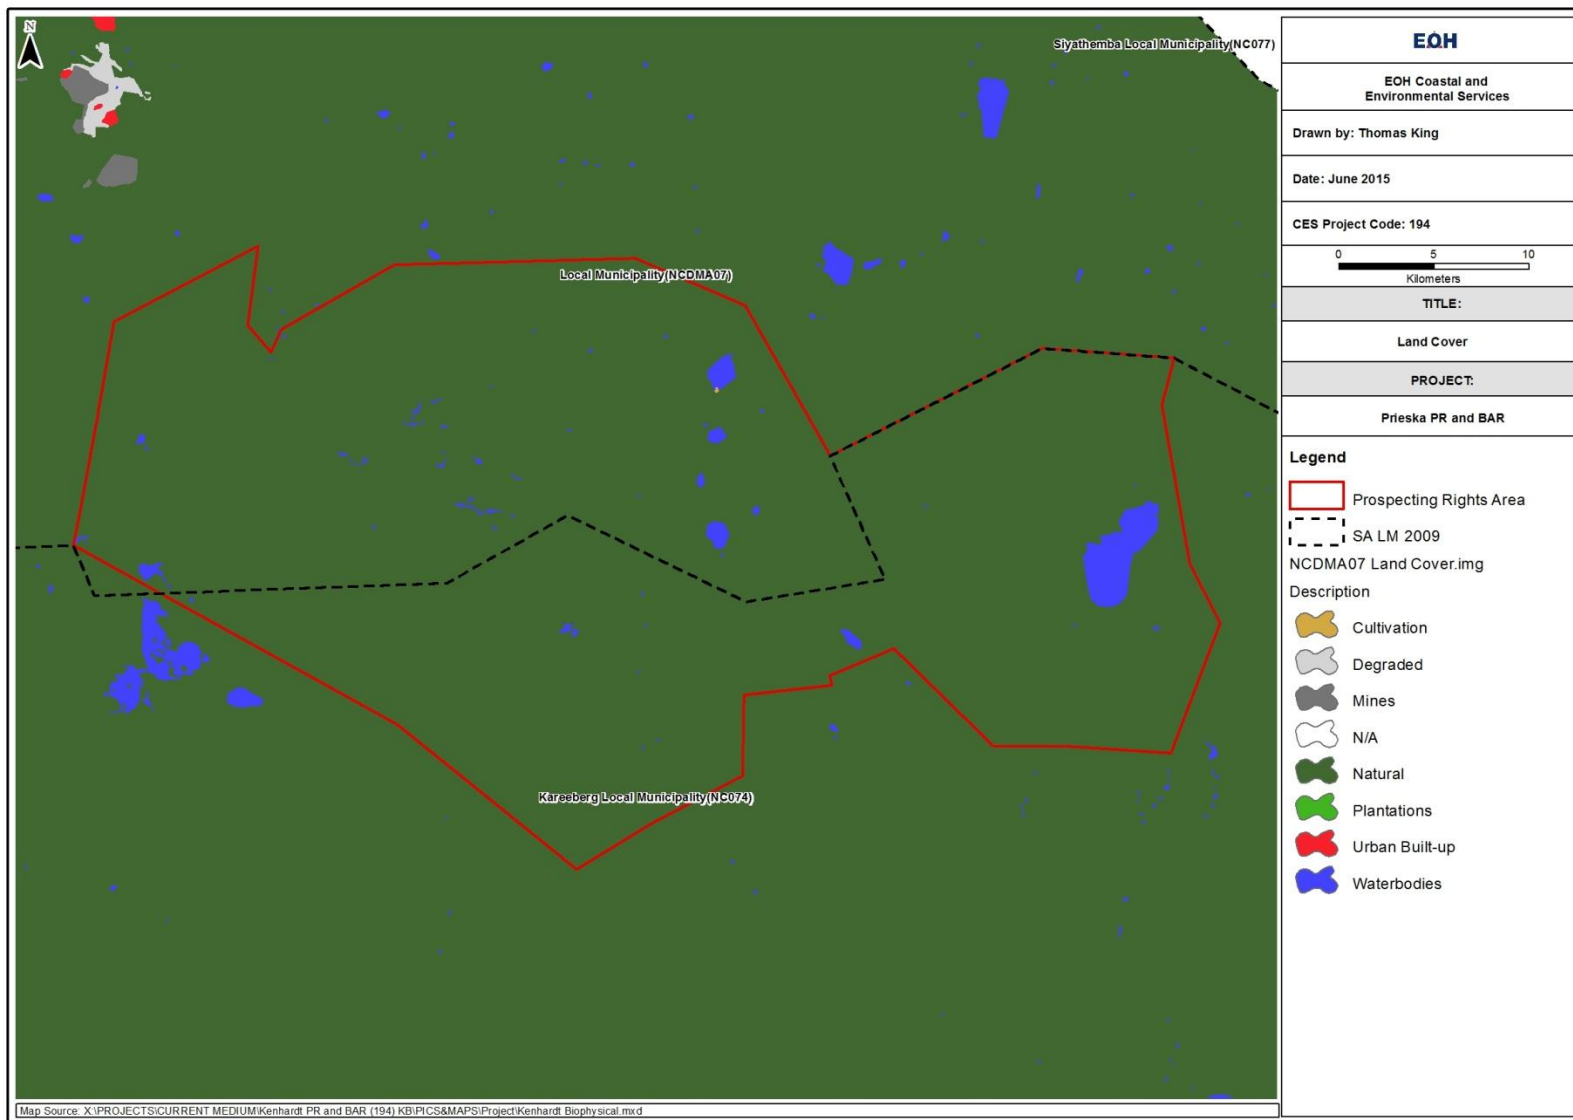 N
Siyathemba Local Municipality(NC077)
Local Municipality(NCDMA07)
Kareeberg Local Municipality(NC074)
EOH
EOH Coastal and
Environmental Services
Drawn by: Thomas King
Date: June 2015
CES Project Code: 194
0 5 10
Kilometers
TITLE:
Land Cover
PROJECT:
Prieska PR and BAR
Legend
Prospecting Rights Area
SA LM 2009
NCDMA07 Land Cover.img
Description
Cultivation
Degraded
Mines
N/A
Natural
Plantations
Urban Built-up
Waterbodies
Map Source: X:\PROJECTS\CURRENT MEDIUM\Kenhardt PR and BAR (194) KB\PICS&MAPS\Project\Kenhardt Biophysical.mxd